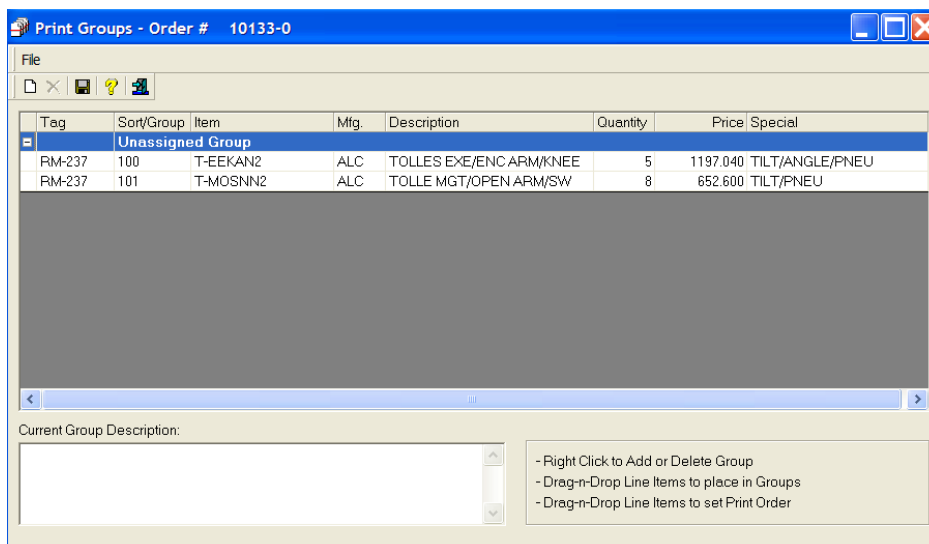 Print Groups - Order # 10133-0
File
Tag Sort/Group Item Mfg. Description Quantity Price Special
Unassigned Group
RM-237 100 T-EEKAN2 ALC TOLLES EXE/ENC ARM/KNEE 5 1197.040 TILT/ANGLE/PNEU
RM-237 101 T-MOSNN2 ALC TOLLE MGT/OPEN ARM/SW 8 652.600 TILT/PNEU
Current Group Description:
- Right Click to Add or Delete Group
- Drag-n-Drop Line Items to place in Groups
- Drag-n-Drop Line Items to set Print Order